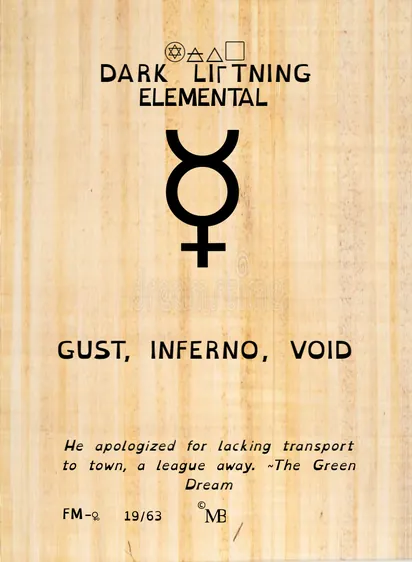 DARK LIГTNING
ELEMENTAL
GUST, INFERNO, VOID
He apologized for lacking transport
to town, a league away. ~The Green
Dream
FM-♀ 19/63 ©MB